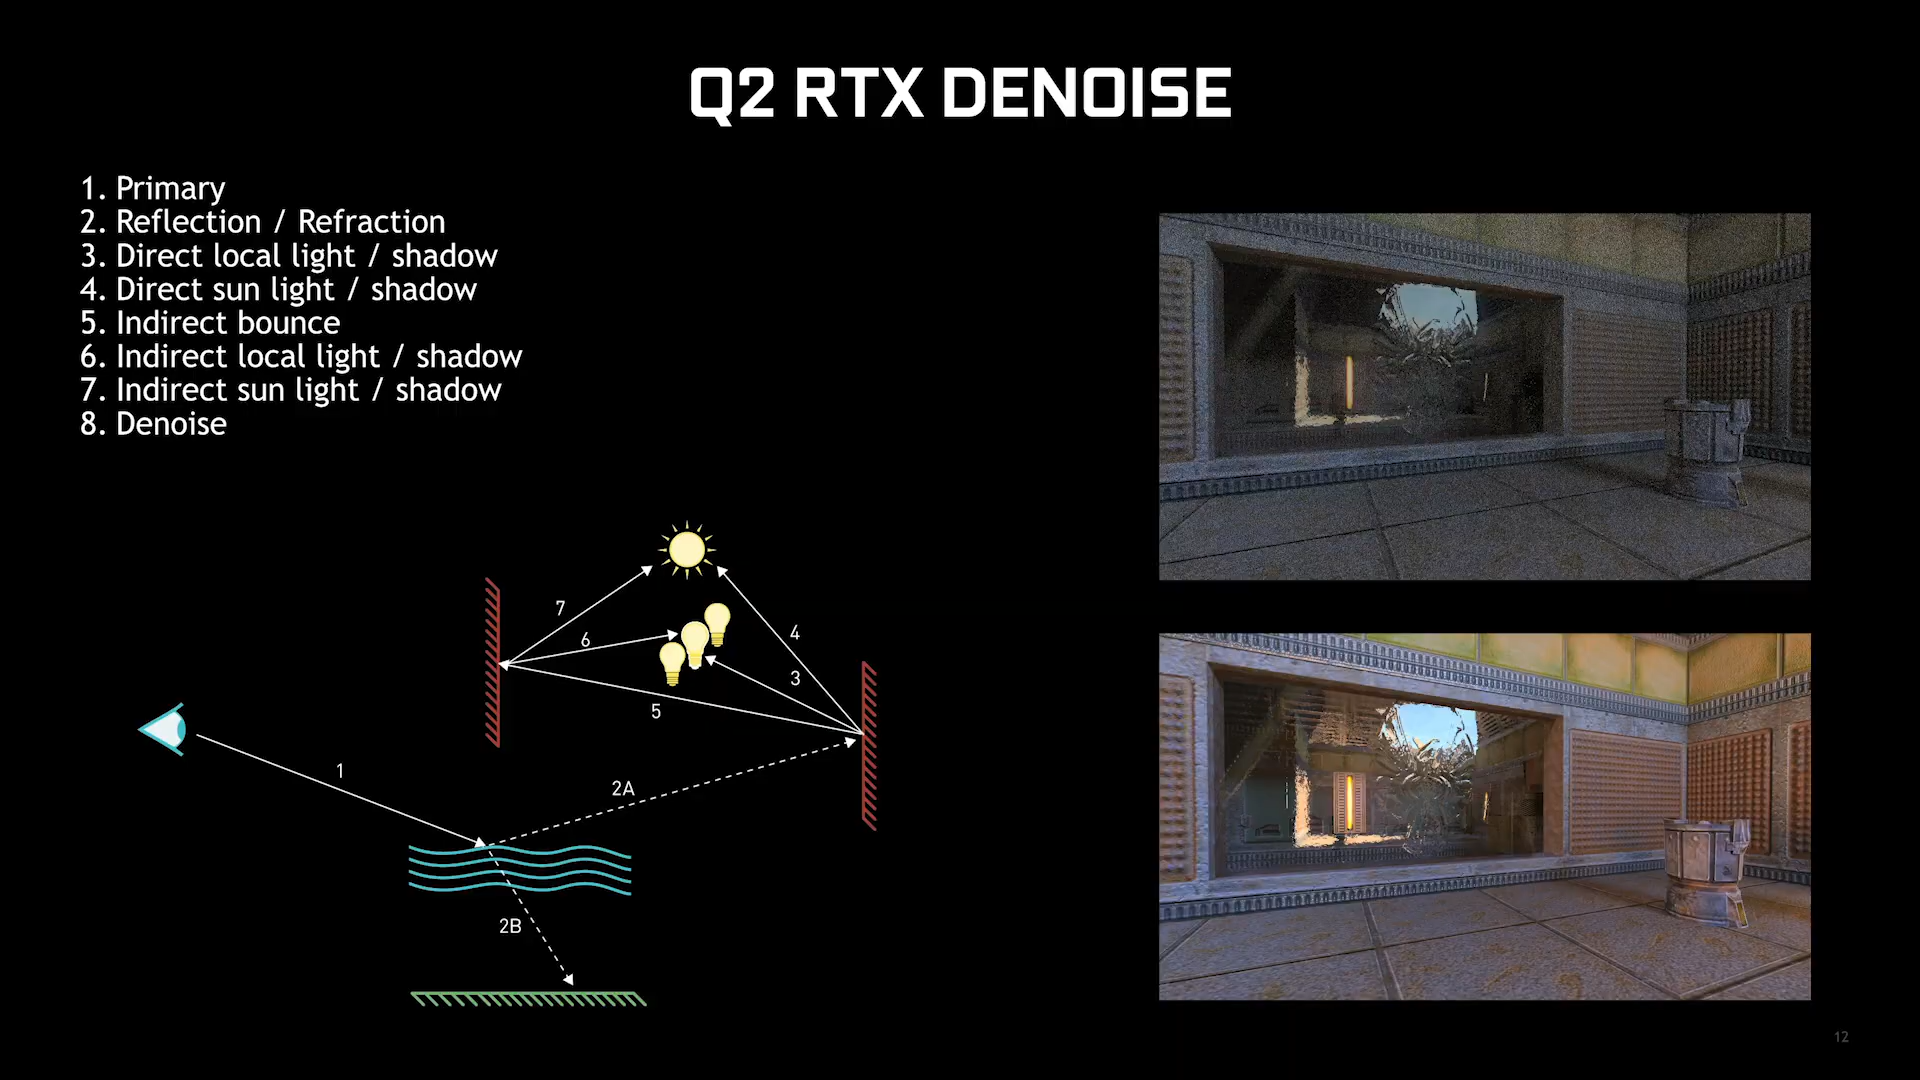 Q2 RTX DENOISE
1. Primary
2. Reflection / Refraction
3. Direct local light / shadow
4. Direct sun light / shadow
5. Indirect bounce
6. Indirect local light / shadow
7. Indirect sun light / shadow
8. Denoise
7
6
4
3
5
1
2A
2B
12